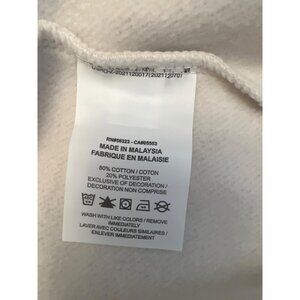 RN#56323 - CA#05553
MADE IN MALAYSIA
FABRIQUE EN MALAISIE
80% COTTON / COTON
20% POLYESTER
EXCLUSIVE OF DECORATION /
DECORATION NON COMPRISE
WASH WITH LIKE COLORS / REMOVE
IMMEDIATELY
LAVER AVEC COULEURS SIMILAIRES /
ENLEVER IMMEDIATEMENT